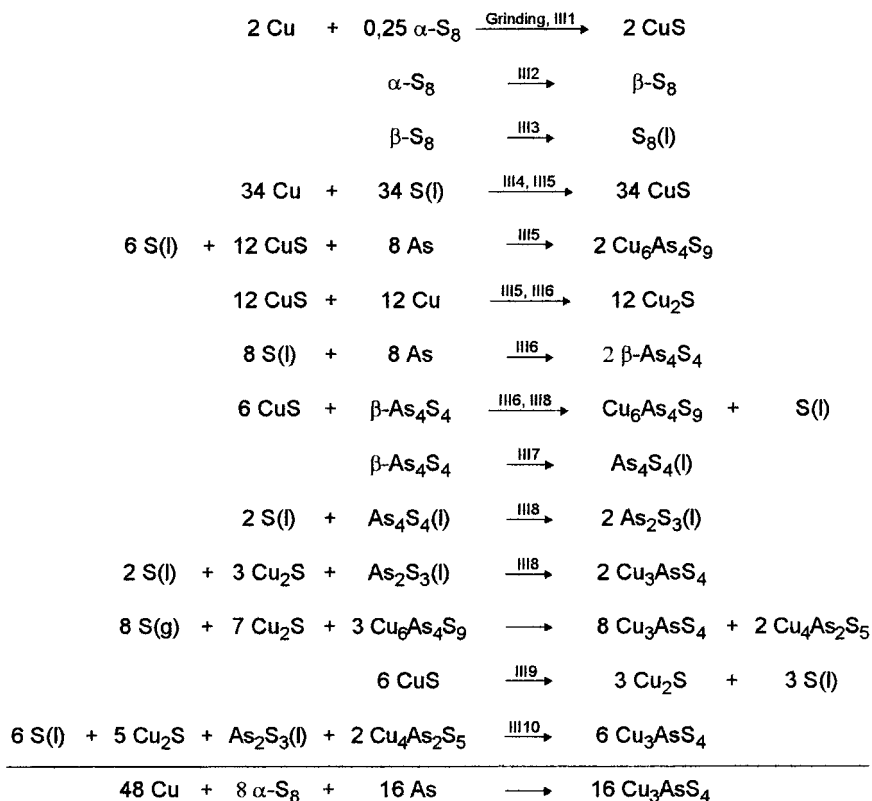 2 Cu + 0,25 α-S₈ Grinding, III1 → 2 CuS
α-S₈ III2 → β-S₈
β-S₈ III3 → S₈(l)
34 Cu + 34 S(l) III4, III5 → 34 CuS
6 S(l) + 12 CuS + 8 As III5 → 2 Cu₆As₄S₉
12 CuS + 12 Cu III5, III6 → 12 Cu₂S
8 S(l) + 8 As III6 → 2 β-As₄S₄
6 CuS + β-As₄S₄ III6, III8 → Cu₆As₄S₉ + S(l)
β-As₄S₄ III7 → As₄S₄(l)
2 S(l) + As₄S₄(l) III8 → 2 As₂S₃(l)
2 S(l) + 3 Cu₂S + As₂S₃(l) III8 → 2 Cu₃AsS₄
8 S(g) + 7 Cu₂S + 3 Cu₆As₄S₉ → 8 Cu₃AsS₄ + 2 Cu₄As₂S₅
6 CuS III9 → 3 Cu₂S + 3 S(l)
6 S(l) + 5 Cu₂S + As₂S₃(l) + 2 Cu₄As₂S₅ III10 → 6 Cu₃AsS₄
48 Cu + 8 α-S₈ + 16 As → 16 Cu₃AsS₄